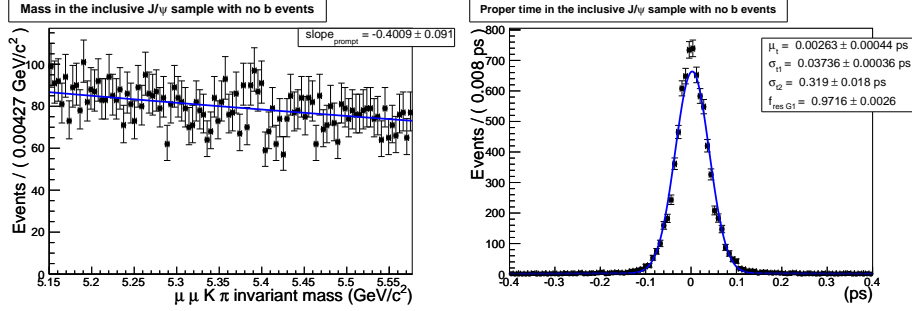 Mass in the inclusive J/ψ sample with no b events
slope_prompt = -0.4009 ± 0.091
Events / ( 0.00427 GeV/c² )
100
80
60
40
20
0
5.15 5.2 5.25 5.3 5.35 5.4 5.45 5.5 5.55
μ μ K π invariant mass (GeV/c²)
Proper time in the inclusive J/ψ sample with no b events
μ_t = 0.00263 ± 0.00044 ps
σ_t1 = 0.03736 ± 0.00036 ps
σ_t2 = 0.319 ± 0.018 ps
f_res G1 = 0.9716 ± 0.0026
Events / ( 0.008 ps )
800
700
600
500
400
300
200
100
0
-0.4 -0.3 -0.2 -0.1 0 0.1 0.2 0.3 0.4
(ps)